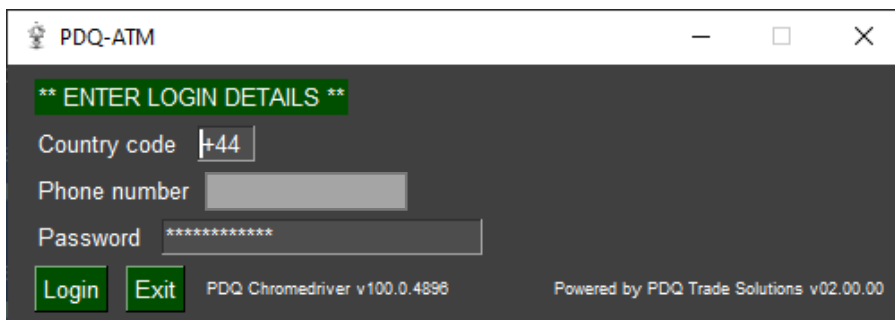 PDQ-ATM
** ENTER LOGIN DETAILS **
Country code +44
Phone number
Password ************
Login Exit PDQ Chromedriver v100.0.4896 Powered by PDQ Trade Solutions v02.00.00